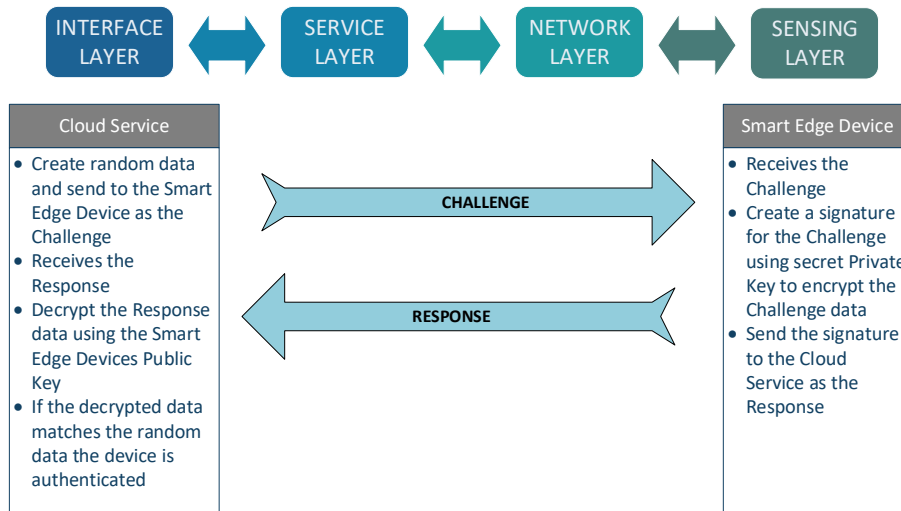 INTERFACE
LAYER
SERVICE
LAYER
NETWORK
LAYER
SENSING
LAYER
Cloud Service
• Create random data
and send to the Smart
Edge Device as the
Challenge
• Receives the
Response
• Decrypt the Response
data using the Smart
Edge Devices Public
Key
• If the decrypted data
matches the random
data the device is
authenticated
CHALLENGE
RESPONSE
Smart Edge Device
• Receives the
Challenge
• Create a signature
for the Challenge
using secret Private
Key to encrypt the
Challenge data
• Send the signature
to the Cloud
Service as the
Response